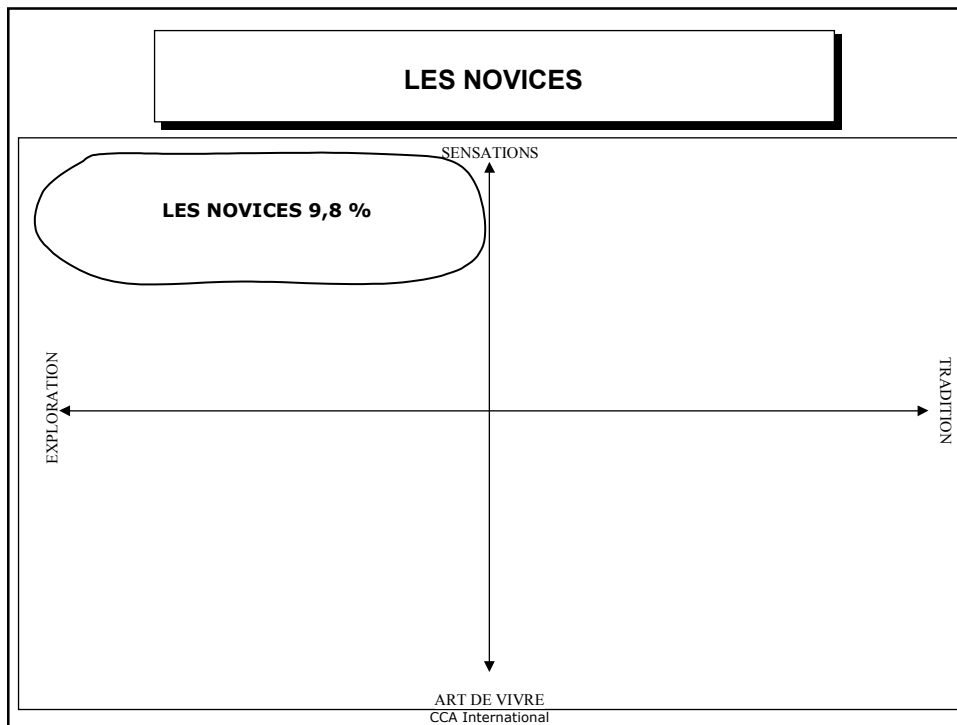 LES NOVICES
SENSATIONS
LES NOVICES 9,8 %
EXPLORATION
TRADITION
ART DE VIVRE
CCA International